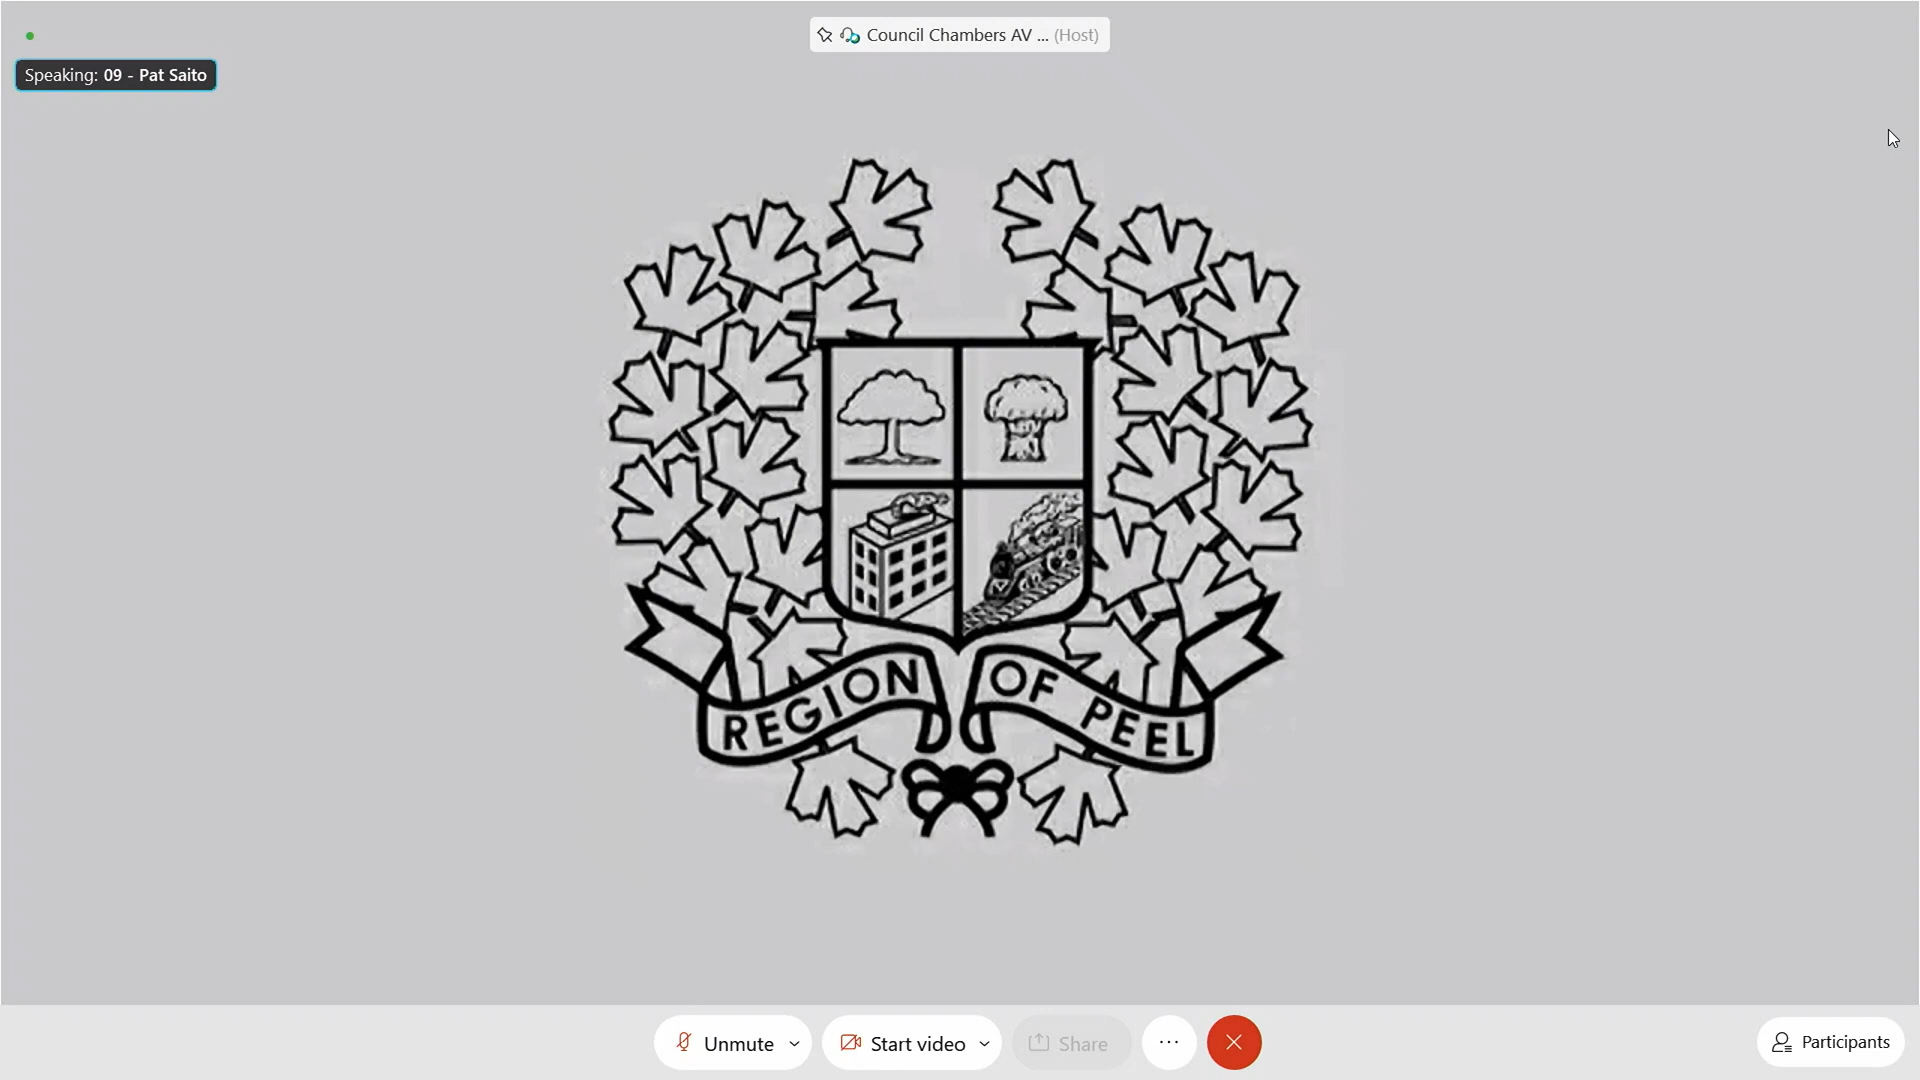 Council Chambers AV ... (Host)
Speaking: 09 - Pat Saito
REGION OF PEEL
Unmute
Start video
Share
...
Participants